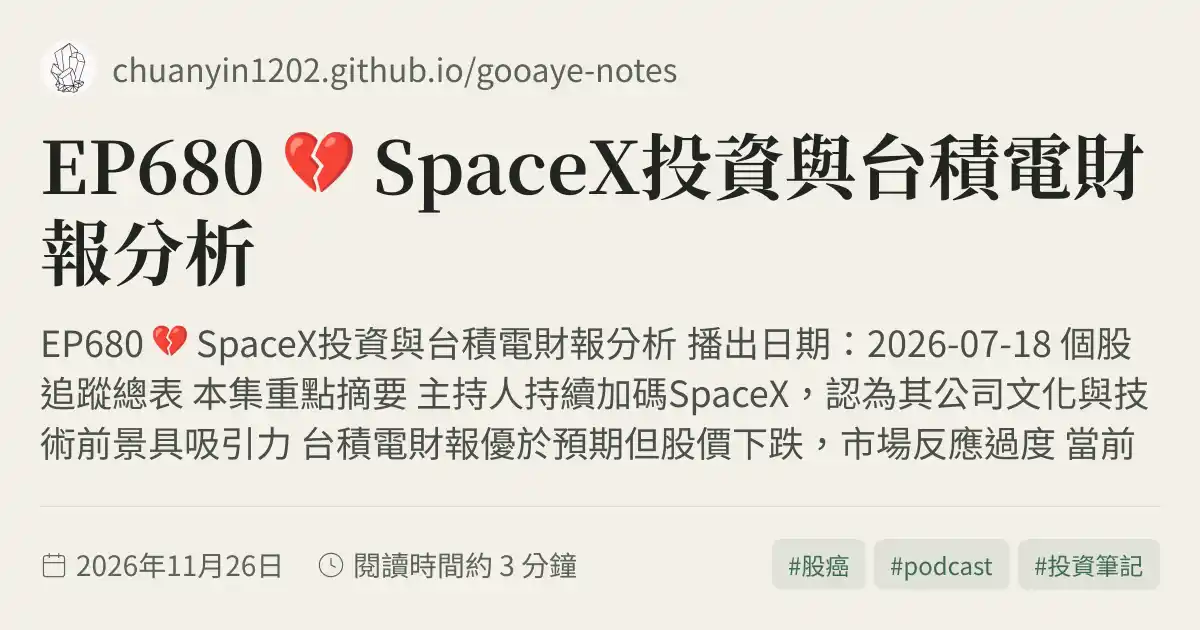 chuanyin1202.github.io/gooaye-notes
EP680 💔 SpaceX投資與台積電財
報分析
EP680 💔 SpaceX投資與台積電財報分析 播出日期：2026-07-18 個股
追蹤總表 本集重點摘要 主持人持續加碼SpaceX，認為其公司文化與技
術前景具吸引力 台積電財報優於預期但股價下跌，市場反應過度 當前
2026年11月26日 閱讀時間約 3 分鐘 #股癌 #podcast #投資筆記